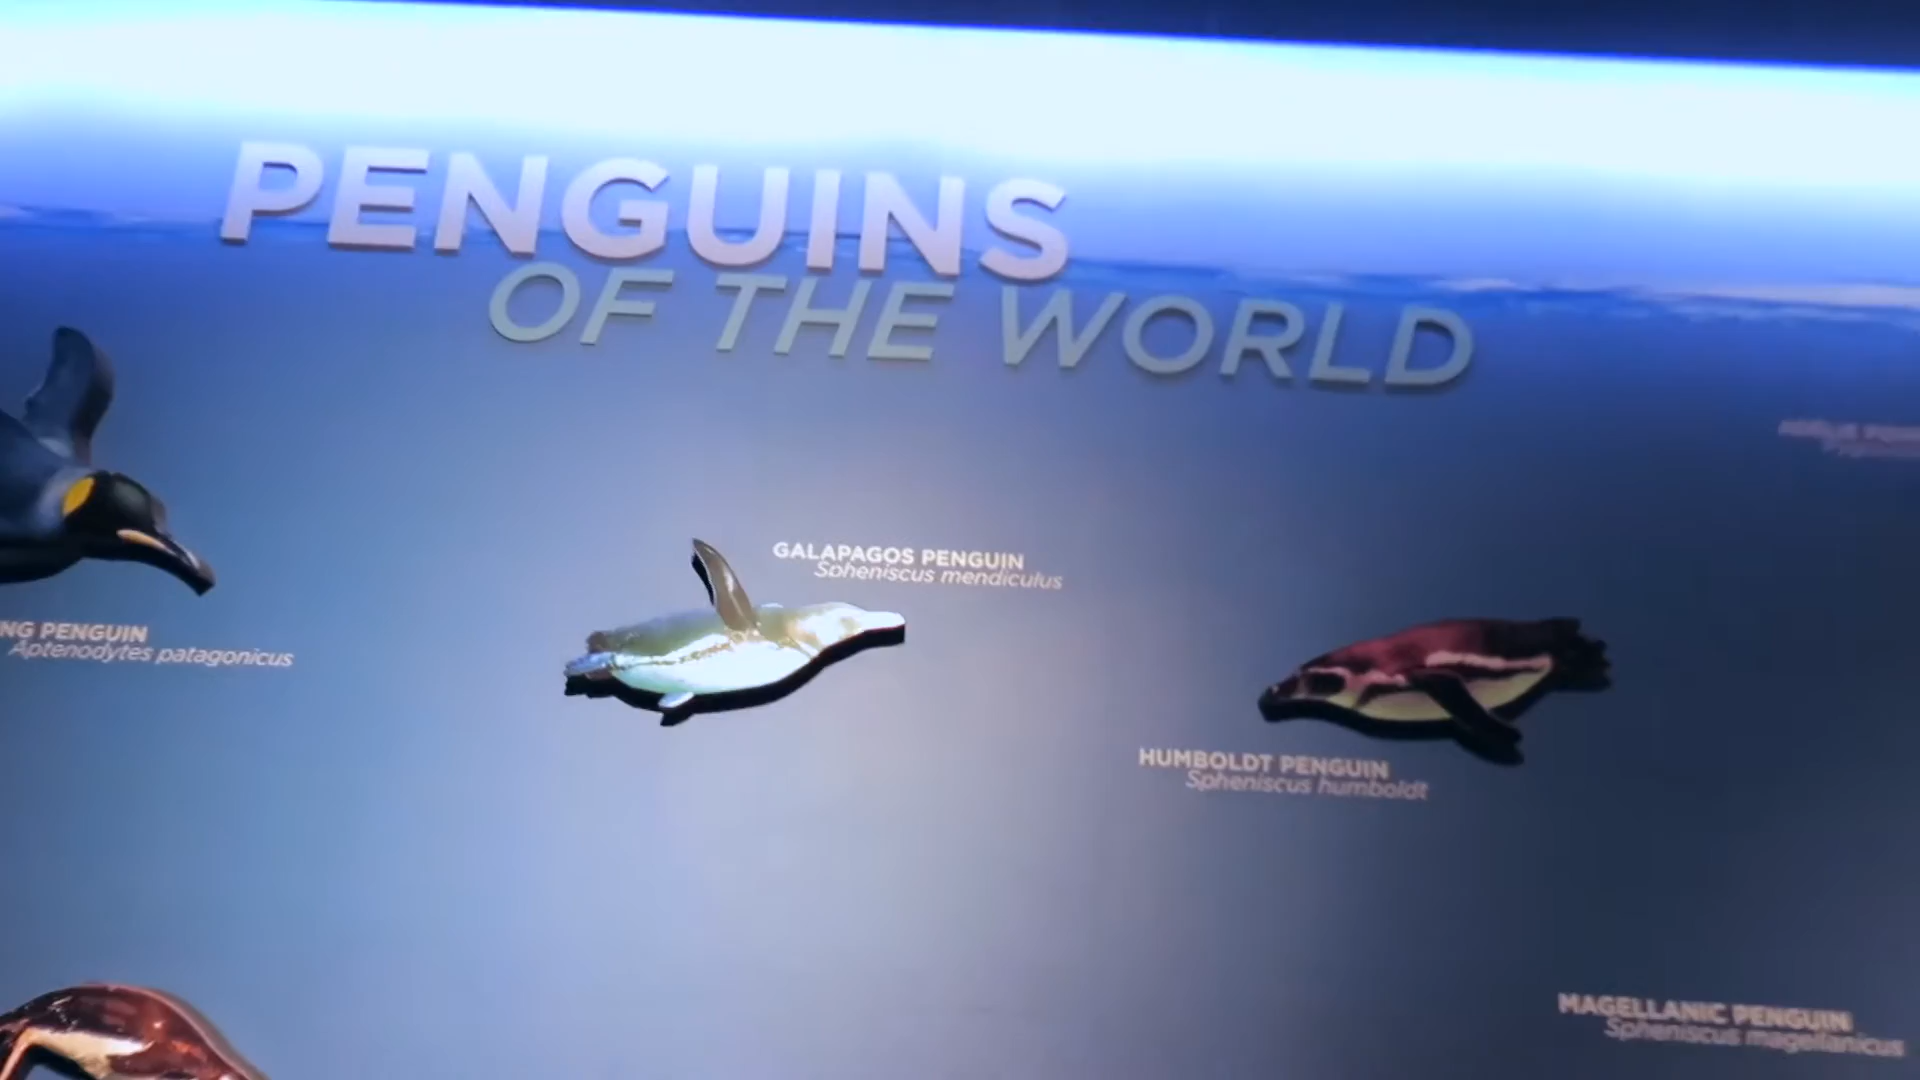 PENGUINS
OF THE WORLD
GALAPAGOS PENGUIN
Spheniscus mendiculus
NG PENGUIN
Aptenodytes patagonicus
HUMBOLDT PENGUIN
Spheniscus humboldt
MAGELLANIC PENGUIN
Spheniscus magellanicus